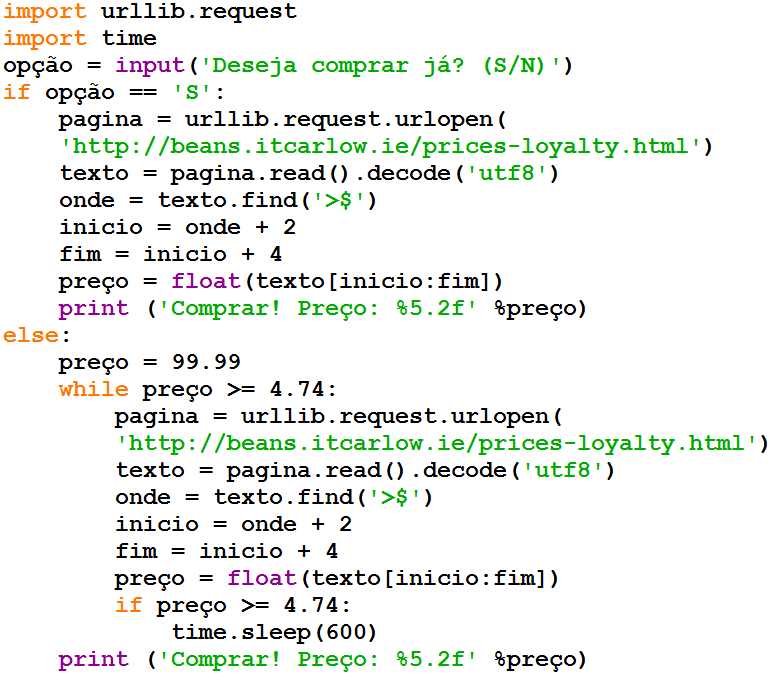 import urllib.request
import time
opção = input('Deseja comprar já? (S/N)')
if opção == 'S':
    pagina = urllib.request.urlopen(
    'http://beans.itcarlow.ie/prices-loyalty.html')
    texto = pagina.read().decode('utf8')
    onde = texto.find('>$')
    inicio = onde + 2
    fim = inicio + 4
    preço = float(texto[inicio:fim])
    print ('Comprar! Preço: %5.2f' %preço)
else:
    preço = 99.99
    while preço >= 4.74:
        pagina = urllib.request.urlopen(
        'http://beans.itcarlow.ie/prices-loyalty.html')
        texto = pagina.read().decode('utf8')
        onde = texto.find('>$')
        inicio = onde + 2
        fim = inicio + 4
        preço = float(texto[inicio:fim])
        if preço >= 4.74:
            time.sleep(600)
    print ('Comprar! Preço: %5.2f' %preço)